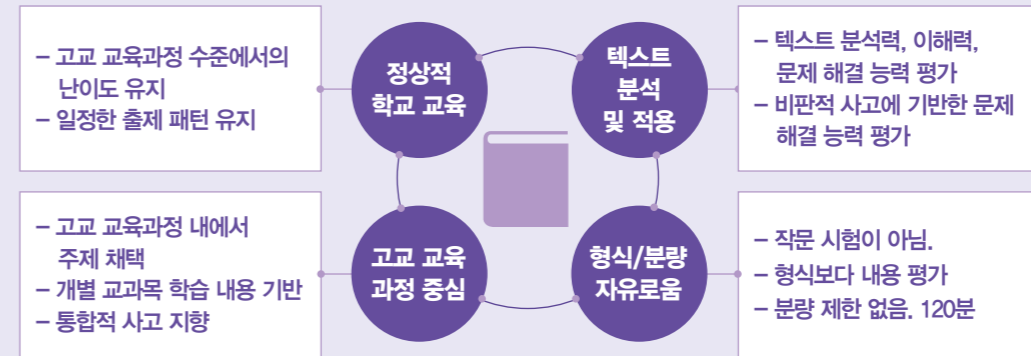 – 고교 교육과정 수준에서의
난이도 유지
– 일정한 출제 패턴 유지
정상적
학교 교육
텍스트
분석
및 적용
– 텍스트 분석력, 이해력,
문제 해결 능력 평가
– 비판적 사고에 기반한 문제
해결 능력 평가
– 고교 교육과정 내에서
주제 채택
– 개별 교과목 학습 내용 기반
– 통합적 사고 지향
고교 교육
과정 중심
형식/분량
자유로움
– 작문 시험이 아님.
– 형식보다 내용 평가
– 분량 제한 없음. 120분